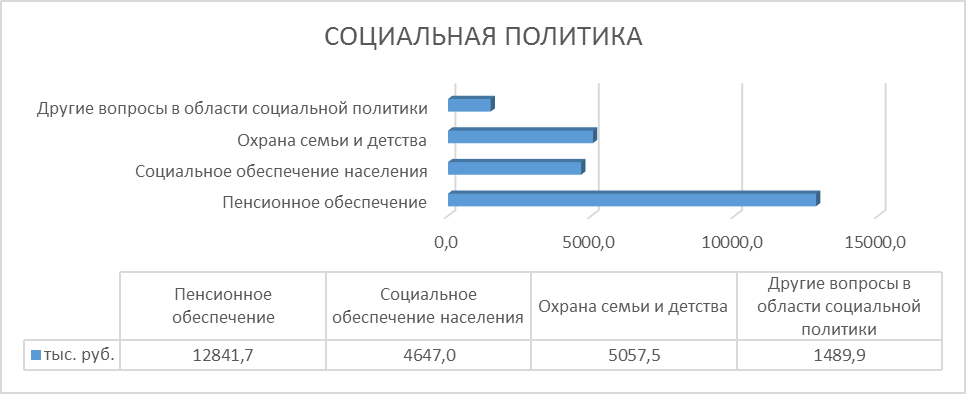 СОЦИАЛЬНАЯ ПОЛИТИКА
Другие вопросы в области социальной политики
Охрана семьи и детства
Социальное обеспечение населения
Пенсионное обеспечение
0,0 5000,0 10000,0 15000,0
Пенсионное
обеспечение
Социальное
обеспечение населения
Охрана семьи и детства
Другие вопросы в
области социальной
политики
тыс. руб. 12841,7 4647,0 5057,5 1489,9